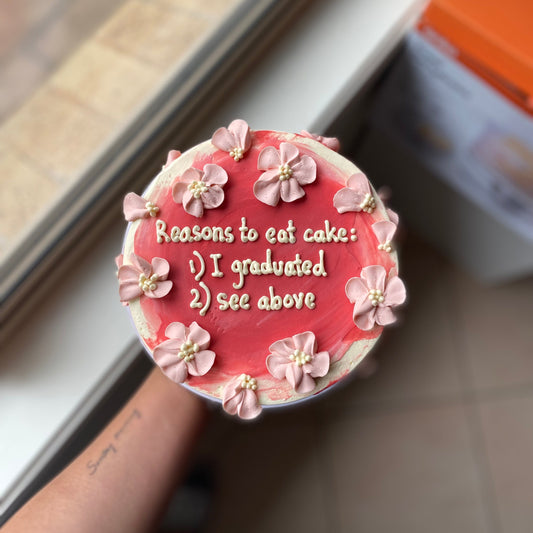 Reasons to eat cake:
1) I graduated
2) see above